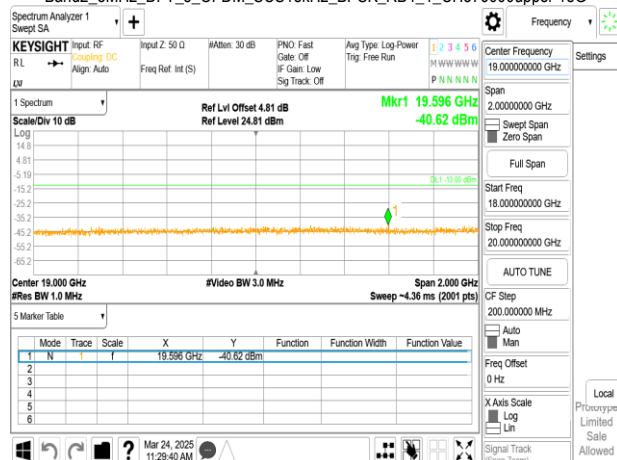 Spectrum Analyzer 1
Swept SA
Frequency
KEYSIGHT
RL
LXI
Input: RF
Coupling: DC
Align: Auto
Input Z: 50 Ω
Freq Ref: Int (S)
#Atten: 30 dB
PNO: Fast
Gate: Off
IF Gain: Low
Sig Track: Off
Avg Type: Log-Power
Trig: Free Run
1 2 3 4 5 6
M W W W W W
P N N N N N
Center Frequency
19.000000000 GHz
Settings
Span
2.00000000 GHz
Swept Span
Zero Span
Full Span
Start Freq
18.000000000 GHz
Stop Freq
20.000000000 GHz
AUTO TUNE
CF Step
200.000000 MHz
Auto
Man
Freq Offset
0 Hz
X Axis Scale
Log
Lin
Signal Track
Local
Prototype
Limited
Sale
Allowed
1 Spectrum
Scale/Div 10 dB
Ref Lvl Offset 4.81 dB
Ref Level 24.81 dBm
Mkr1 19.596 GHz
-40.62 dBm
Log
14.8
4.81
-5.19
-15.2
-25.2
-35.2
-45.2
-55.2
-65.2
DL1 -13.00 dBm
1
Center 19.000 GHz
#Res BW 1.0 MHz
#Video BW 3.0 MHz
Span 2.000 GHz
Sweep ~4.36 ms (2001 pts)
5 Marker Table
Mode Trace Scale X Y Function Function Width Function Value
1 N 1 f 19.596 GHz -40.62 dBm
2
3
4
5
6
?
Mar 24, 2025
11:29:40 AM